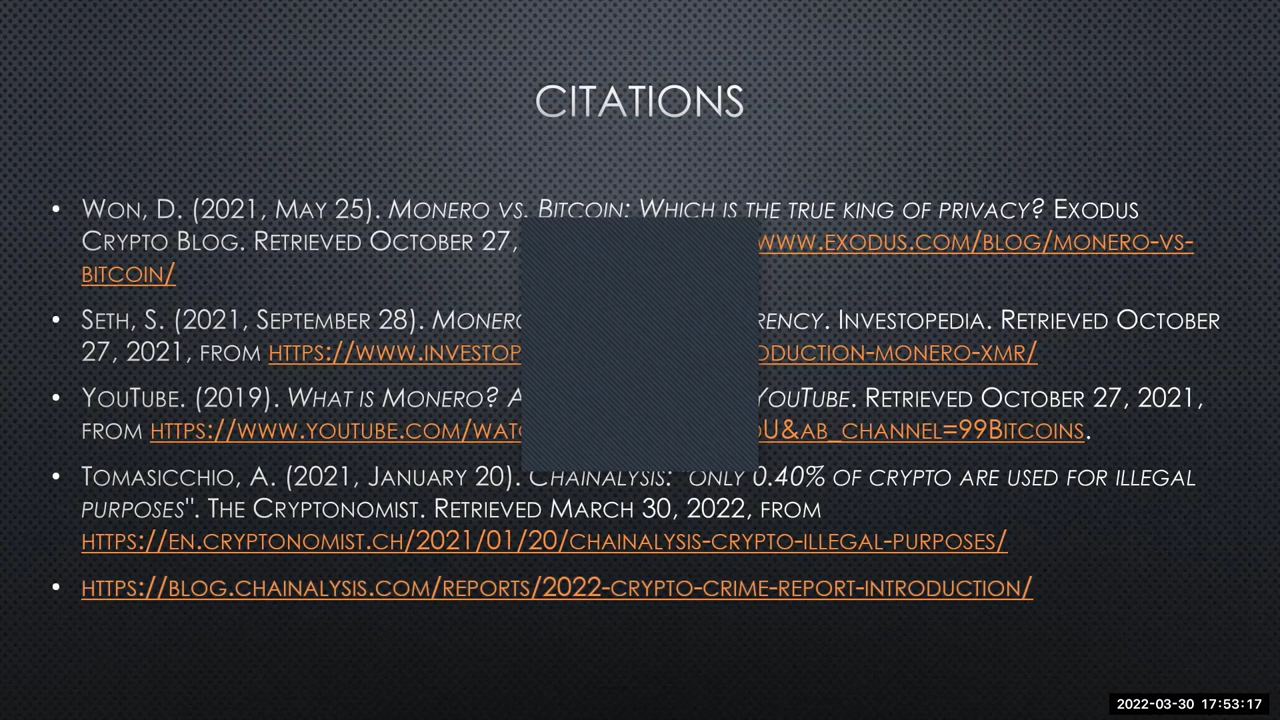 CITATIONS
• WON, D. (2021, MAY 25). MONERO VS. BITCOIN: WHICH IS THE TRUE KING OF PRIVACY? EXODUS
CRYPTO BLOG. RETRIEVED OCTOBER 27, WWW.EXODUS.COM/BLOG/MONERO-VS-
BITCOIN/
• SETH, S. (2021, SEPTEMBER 28). INVESTOPEDIA. RETRIEVED OCTOBER
27, 2021, FROM HTTPS://WWW.INVESTOP ODUCTION-MONERO-XMR/
• YOUTUBE. (2019). WHAT IS MONERO? YOUTUBE. RETRIEVED OCTOBER 27, 2021,
FROM HTTPS://WWW.YOUTUBE.COM/WAT U&AB_CHANNEL=99BITCOINS.
• TOMASICCHIO, A. (2021, JANUARY 20). CHAINALYSIS: "ONLY 0.40% OF CRYPTO ARE USED FOR ILLEGAL
PURPOSES". THE CRYPTONOMIST. RETRIEVED MARCH 30, 2022, FROM
HTTPS://EN.CRYPTONOMIST.CH/2021/01/20/CHAINALYSIS-CRYPTO-ILLEGAL-PURPOSES/
• HTTPS://BLOG.CHAINALYSIS.COM/REPORTS/2022-CRYPTO-CRIME-REPORT-INTRODUCTION/
2022-03-30 17:53:17